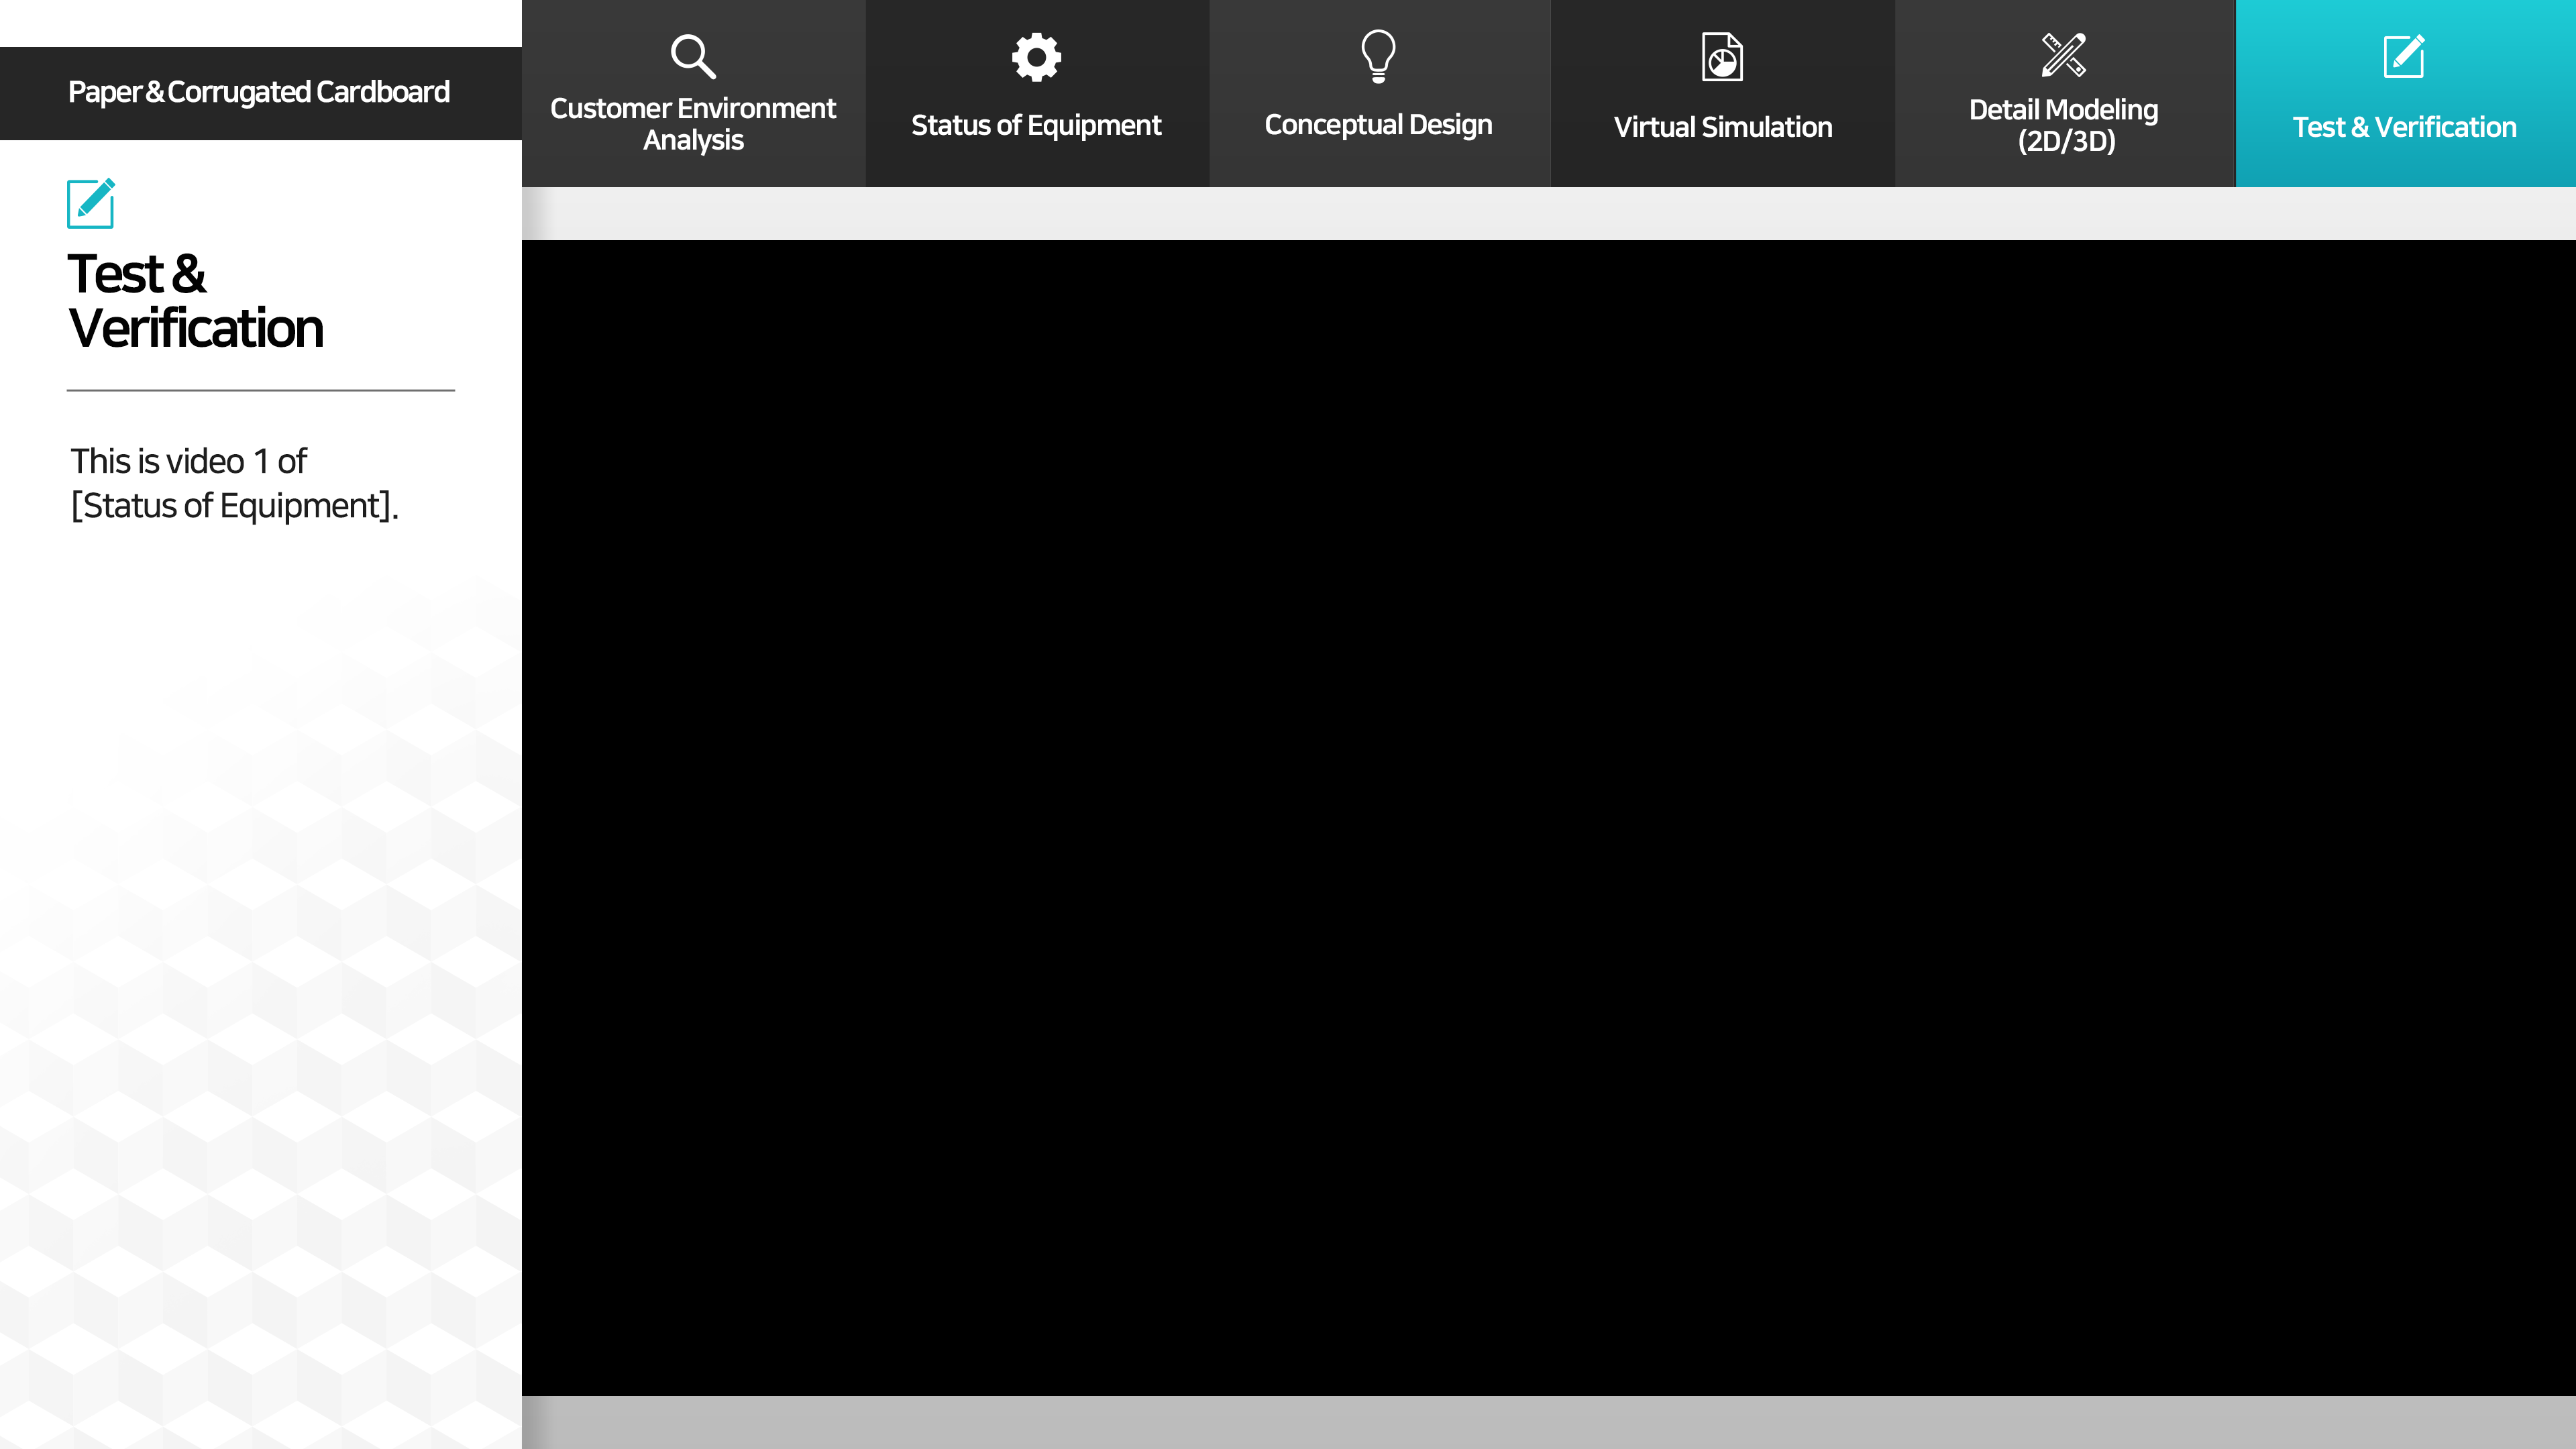 Paper & Corrugated Cardboard
Test &
Verification
This is video 1 of
[Status of Equipment].
Customer Environment
Analysis
Status of Equipment
Conceptual Design
Virtual Simulation
Detail Modeling
(2D/3D)
Test & Verification